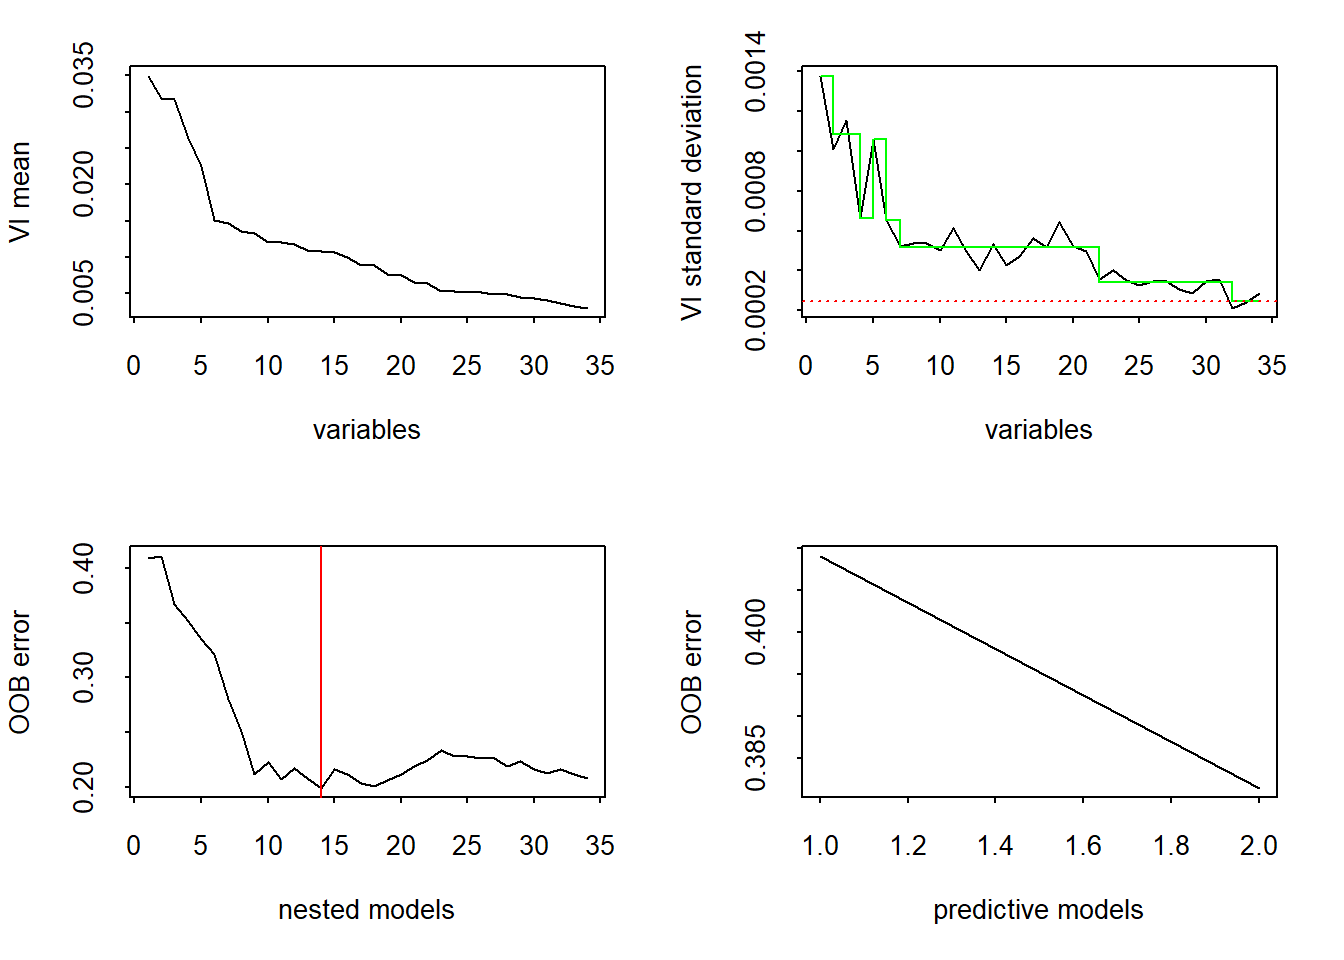 VI mean
0.005 0.020 0.035
0 5 10 15 20 25 30 35
variables
VI standard deviation
0.0002 0.0008 0.0014
0 5 10 15 20 25 30 35
variables
OOB error
0.20 0.30 0.40
0 5 10 15 20 25 30 35
nested models
OOB error
0.385 0.400
1.0 1.2 1.4 1.6 1.8 2.0
predictive models